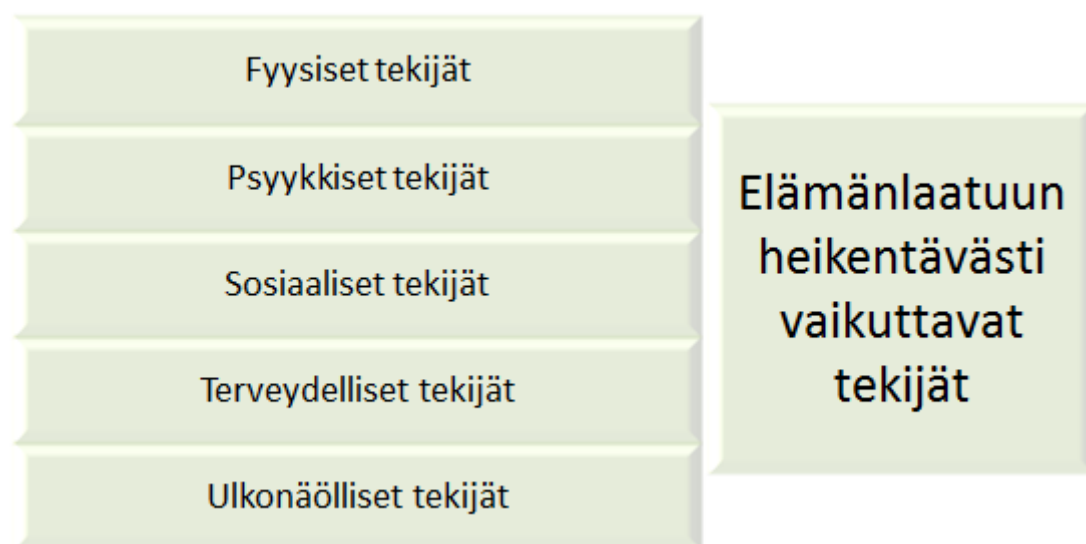 Fyysiset tekijät
Psyykkiset tekijät
Sosiaaliset tekijät
Terveydelliset tekijät
Ulkonäölliset tekijät
Elämänlaatuun
heikentävästi
vaikuttavat
tekijät